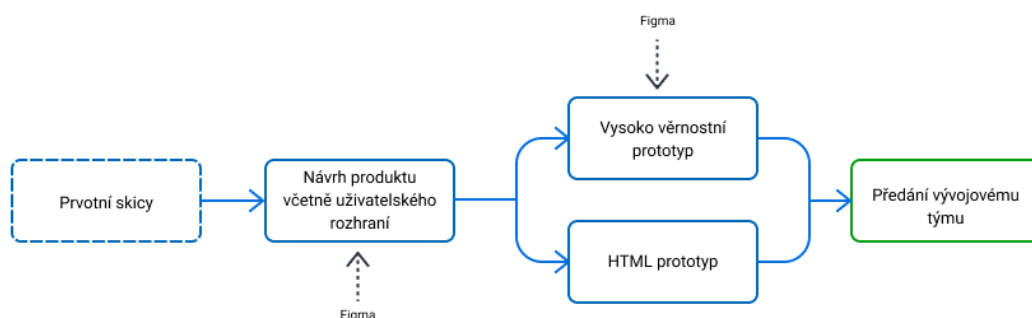 Figma
Prvotní skicy
Návrh produktu
včetně uživatelského
rozhraní
Vysoko věrnostní
prototyp
HTML prototyp
Předání vývojovému
týmu
Figma